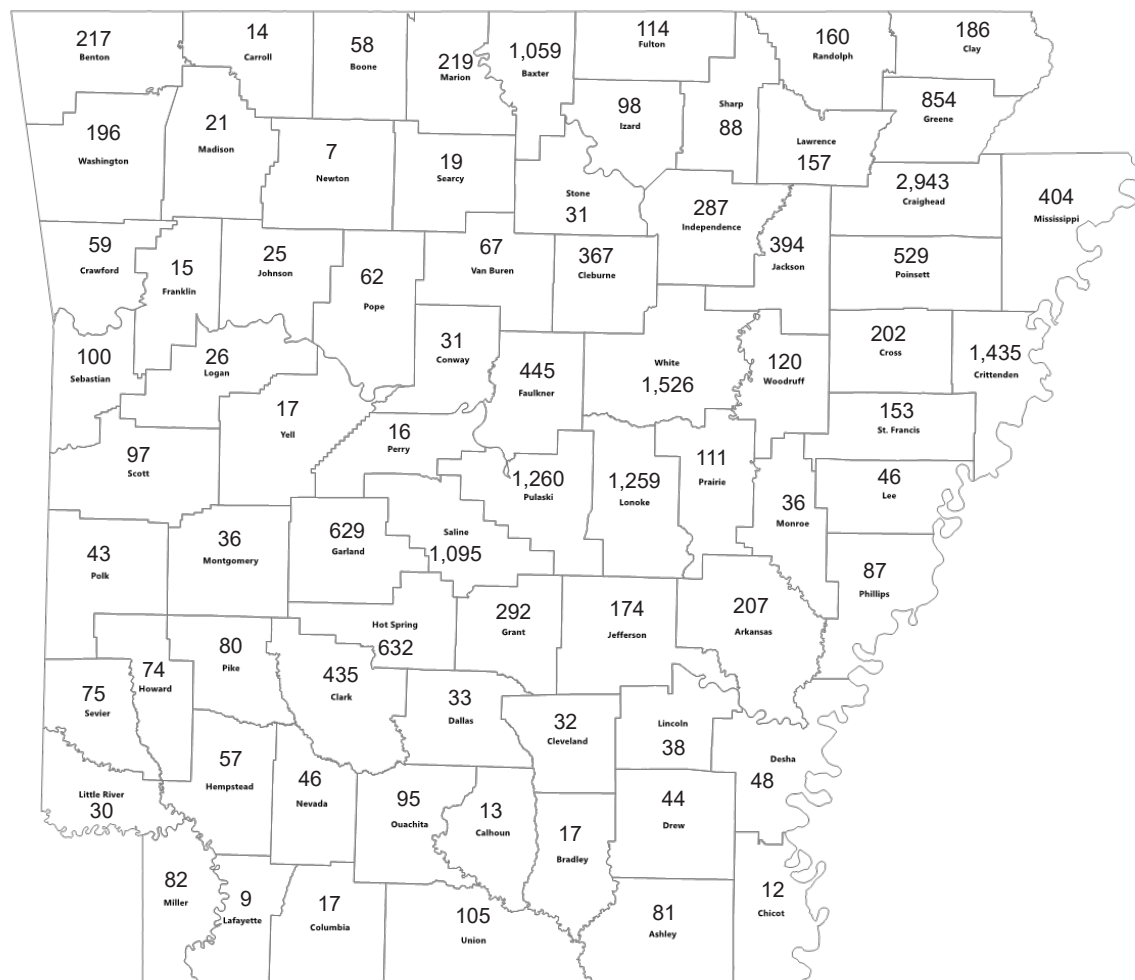 217
Benton
14
Carroll
58
Boone
219
Marion
1,059
Baxter
114
Fulton
160
Randolph
186
Clay
196
Washington
21
Madison
7
Newton
19
Searcy
98
Izard
Sharp
88
Lawrence
157
854
Greene
Stone
31
287
Independence
394
Jackson
2,943
Craighead
404
Mississippi
59
Crawford
15
Franklin
25
Johnson
62
Pope
67
Van Buren
367
Cleburne
529
Poinsett
100
Sebastian
26
Logan
31
Conway
445
Faulkner
White
1,526
120
Woodruff
202
Cross
1,435
Crittenden
97
Scott
17
Yell
16
Perry
1,260
Pulaski
1,259
Lonoke
111
Prairie
153
St. Francis
36
Monroe
46
Lee
43
Polk
36
Montgomery
629
Garland
Saline
1,095
87
Phillips
Hot Spring
632
292
Grant
174
Jefferson
207
Arkansas
75
Sevier
74
Howard
80
Pike
435
Clark
33
Dallas
32
Cleveland
Lincoln
38
Desha
48
Little River
30
57
Hempstead
46
Nevada
95
Ouachita
13
Calhoun
17
Bradley
44
Drew
82
Miller
9
Lafayette
17
Columbia
105
Union
81
Ashley
12
Chicot